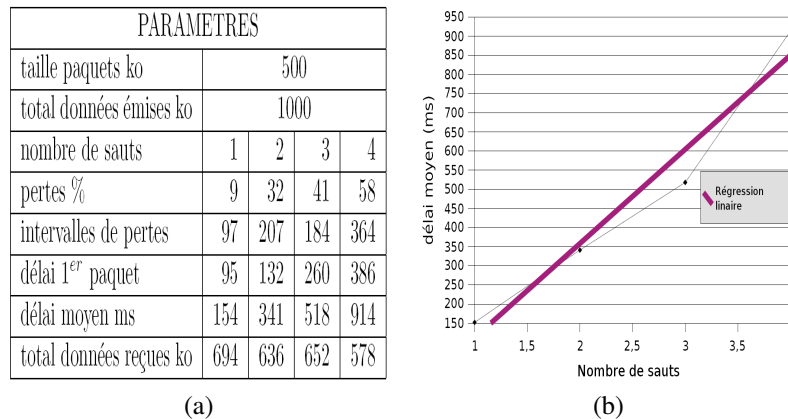 PARAMETRES
taille paquets ko 500
total données émises ko 1000
nombre de sauts 1 2 3 4
pertes % 9 32 41 58
intervalles de pertes 97 207 184 364
délai 1er paquet 95 132 260 386
délai moyen ms 154 341 518 914
total données reçues ko 694 636 652 578
(a)
délai moyen (ms)
950
900
850
800
750
700
650
600
550
500
450
400
350
300
250
200
150
1 1,5 2 2,5 3 3,5
Nombre de sauts
Régression
linaire
(b)